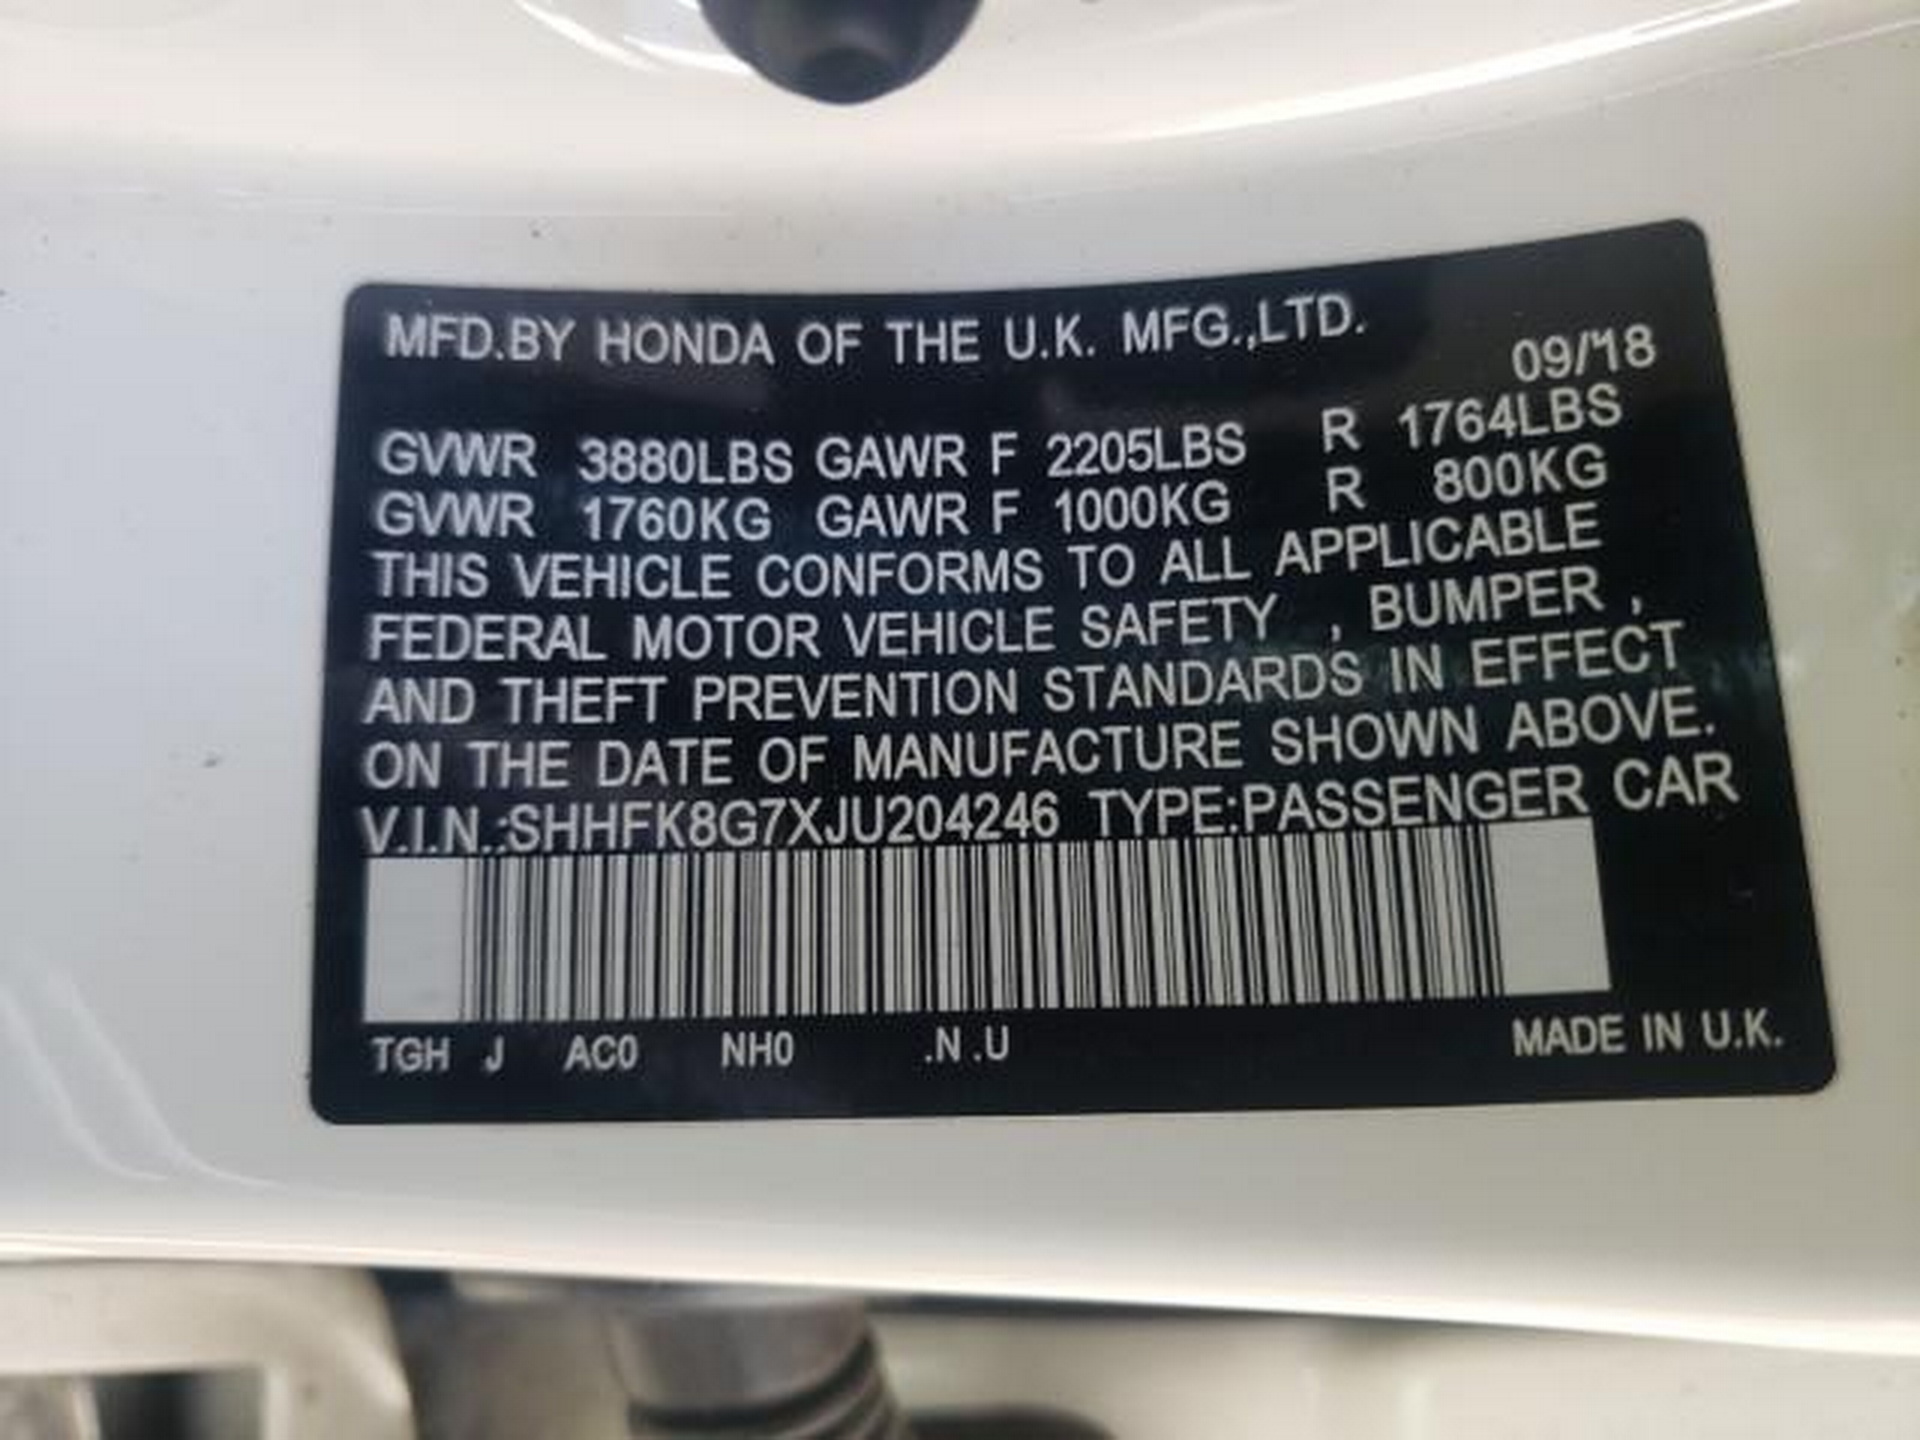 MFD.BY HONDA OF THE U.K. MFG.,LTD.
09/'18
GVWR 3880LBS GAWR F 2205LBS R 1764LBS
GVWR 1760KG GAWR F 1000KG R 800KG
THIS VEHICLE CONFORMS TO ALL APPLICABLE
FEDERAL MOTOR VEHICLE SAFETY , BUMPER ,
AND THEFT PREVENTION STANDARDS IN EFFECT
ON THE DATE OF MANUFACTURE SHOWN ABOVE.
V.I.N.:SHHFK8G7XJU204246 TYPE:PASSENGER CAR
TGH J AC0 NH0 .N .U MADE IN U.K.